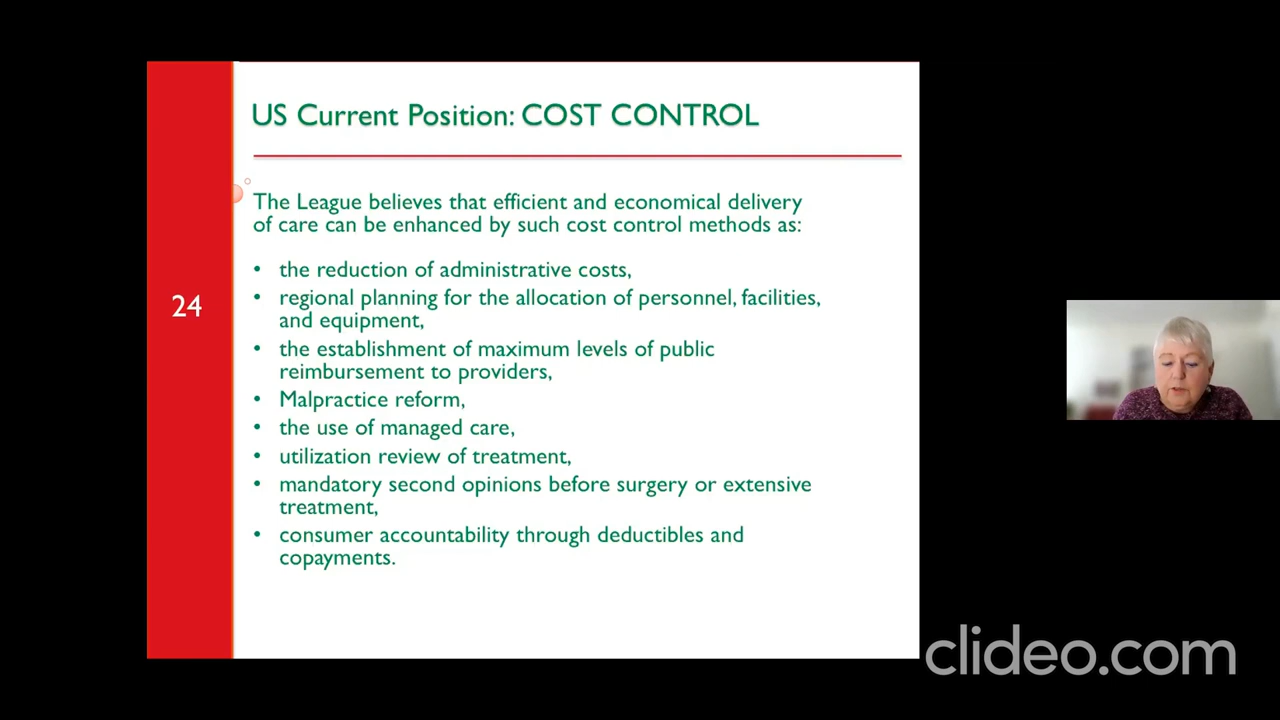 US Current Position: COST CONTROL
The League believes that efficient and economical delivery
of care can be enhanced by such cost control methods as:
• the reduction of administrative costs,
• regional planning for the allocation of personnel, facilities,
and equipment,
24
• the establishment of maximum levels of public
reimbursement to providers,
• Malpractice reform,
• the use of managed care,
• utilization review of treatment,
• mandatory second opinions before surgery or extensive
treatment,
• consumer accountability through deductibles and
copayments.
clideo.com